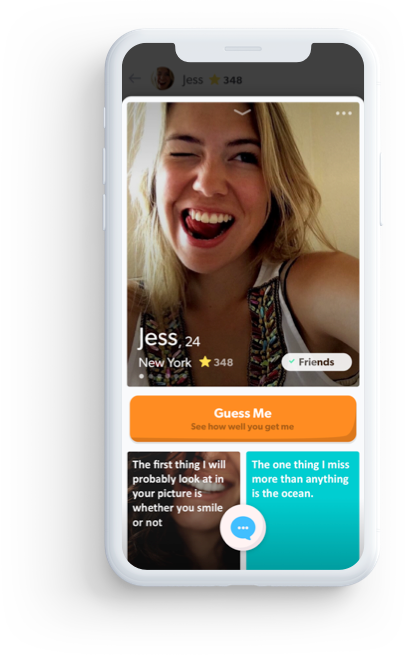 Jess ⭐ 348
Jess, 24
New York ⭐ 348
✓ Friends
Guess Me
See how well you get me
The first thing I will
probably look at in
your picture is
whether you smile
or not
The one thing I miss
more than anything
is the ocean.